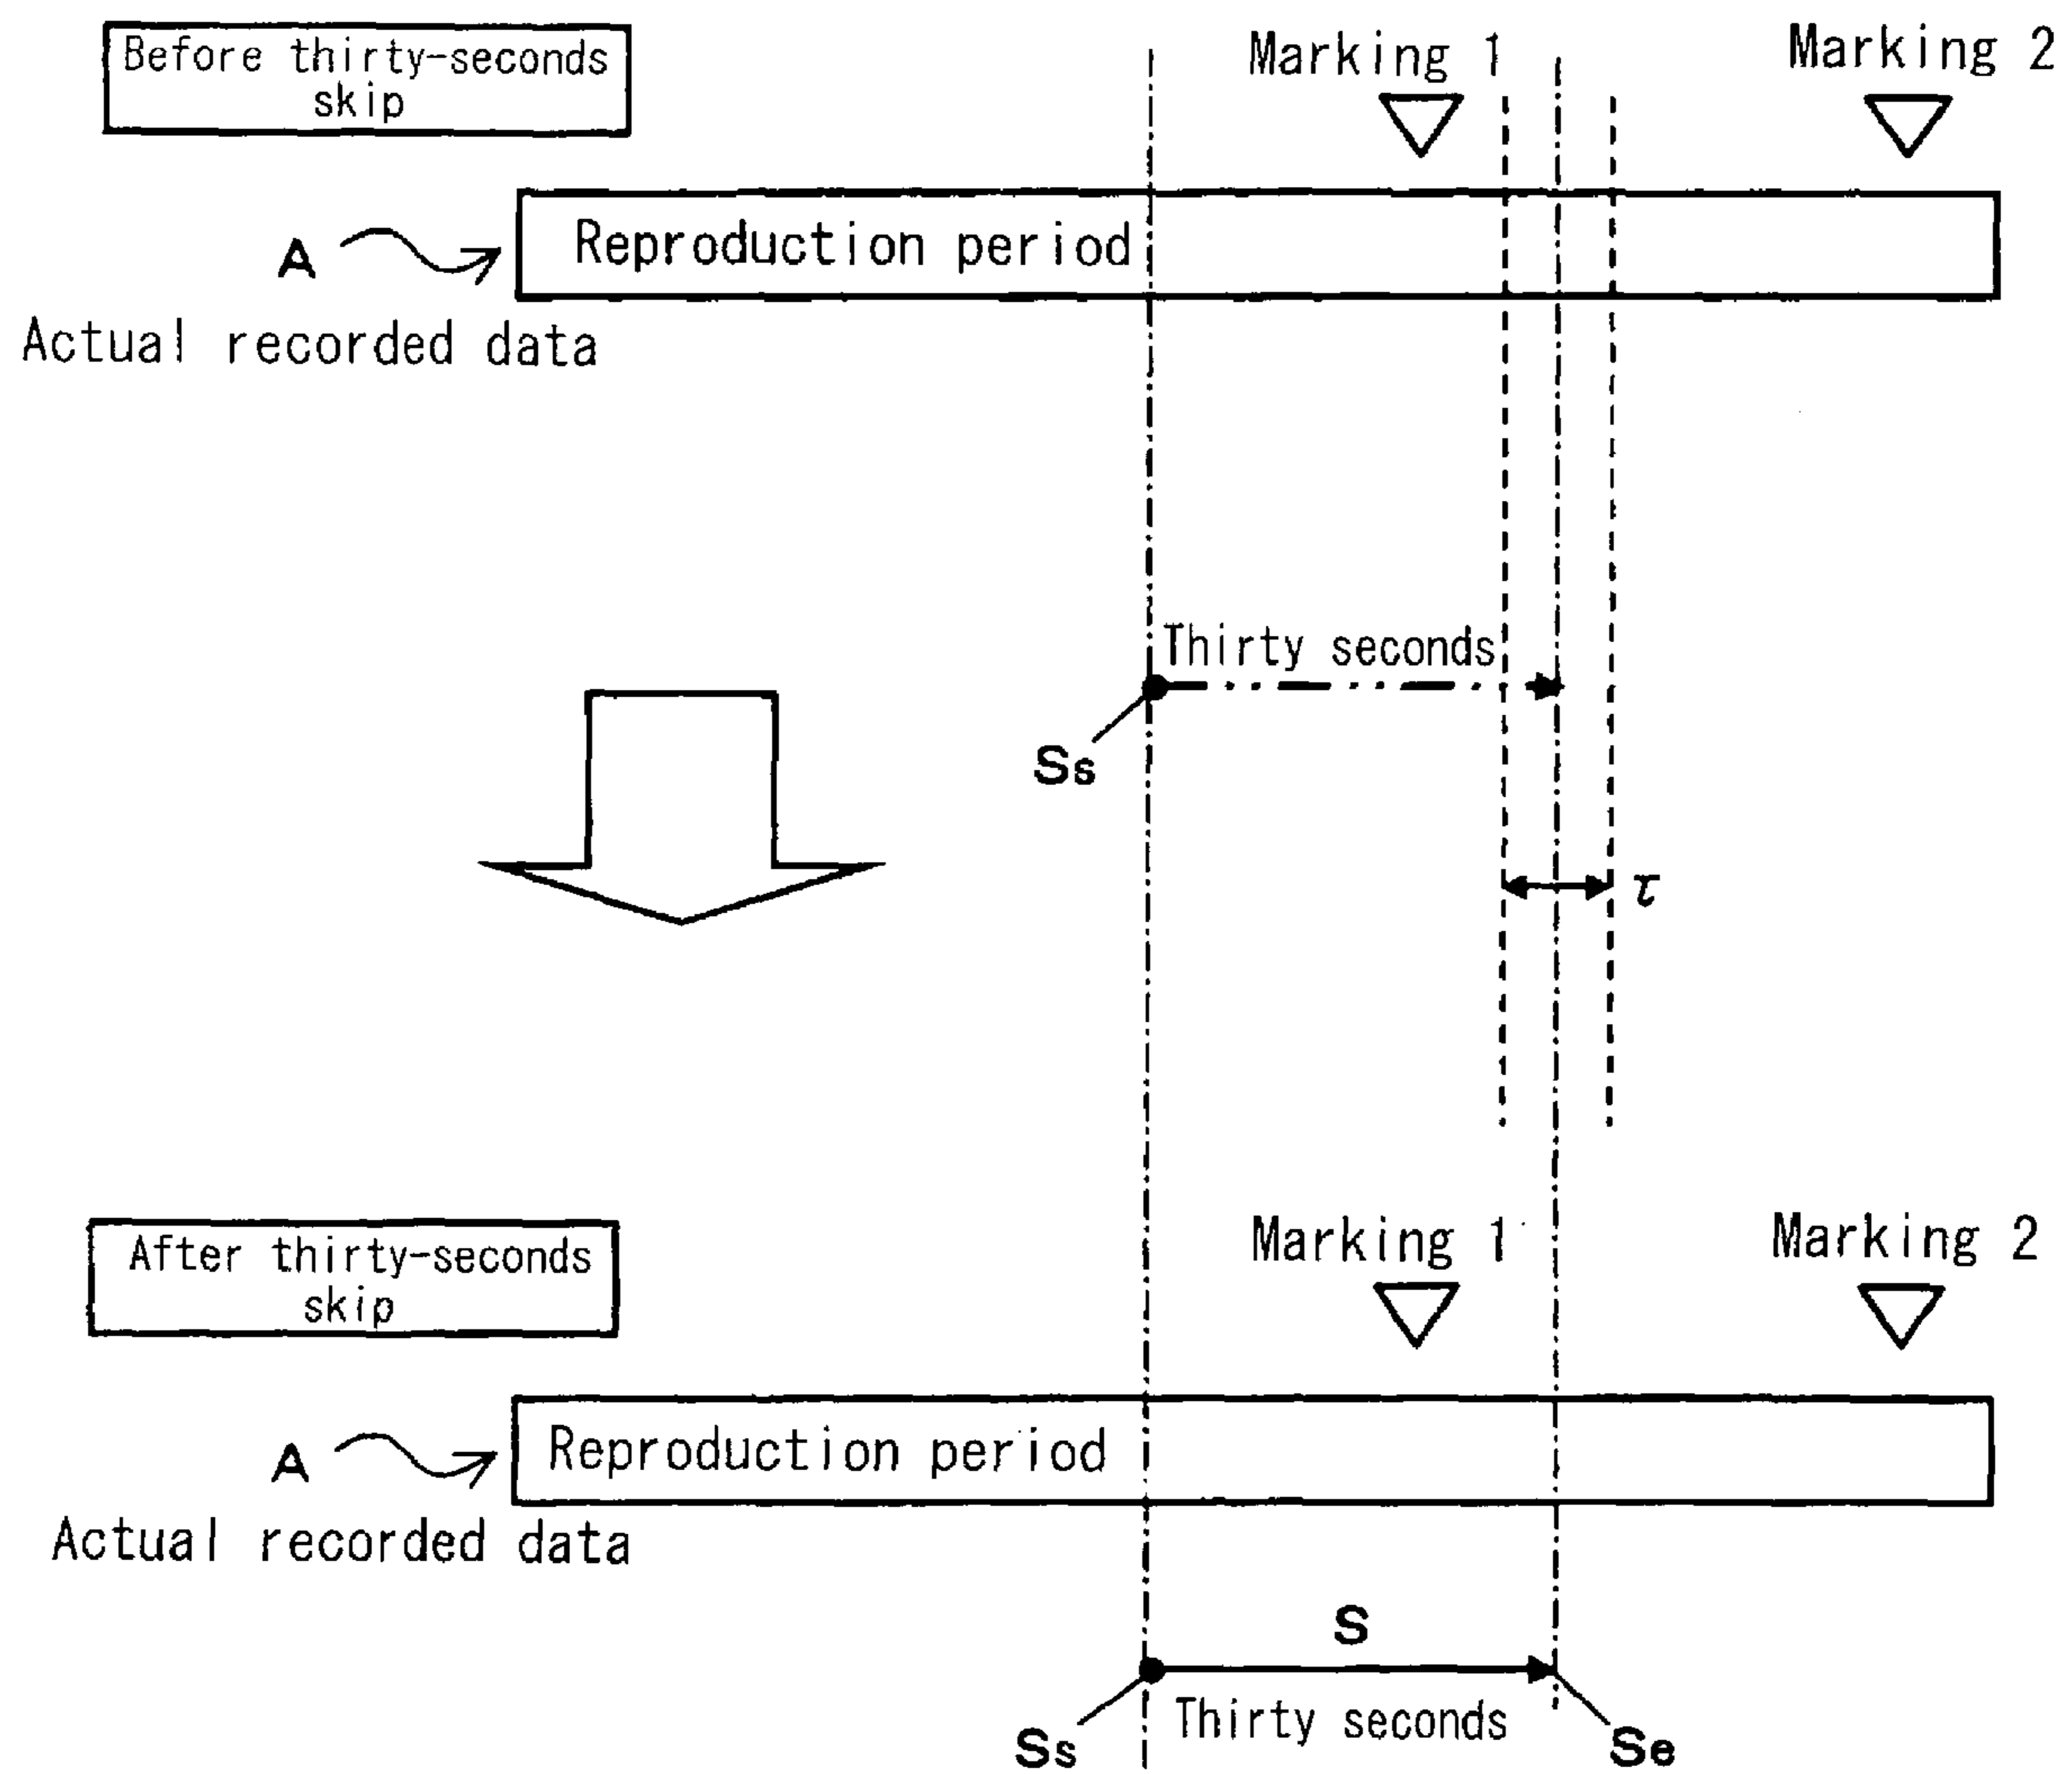 Before thirty-seconds
skip
Marking 1
Marking 2
Reproduction period
A
Actual recorded data
Thirty seconds
Ss
τ
After thirty-seconds
skip
Marking 1
Marking 2
Reproduction period
A
Actual recorded data
S
Thirty seconds
Ss
Se